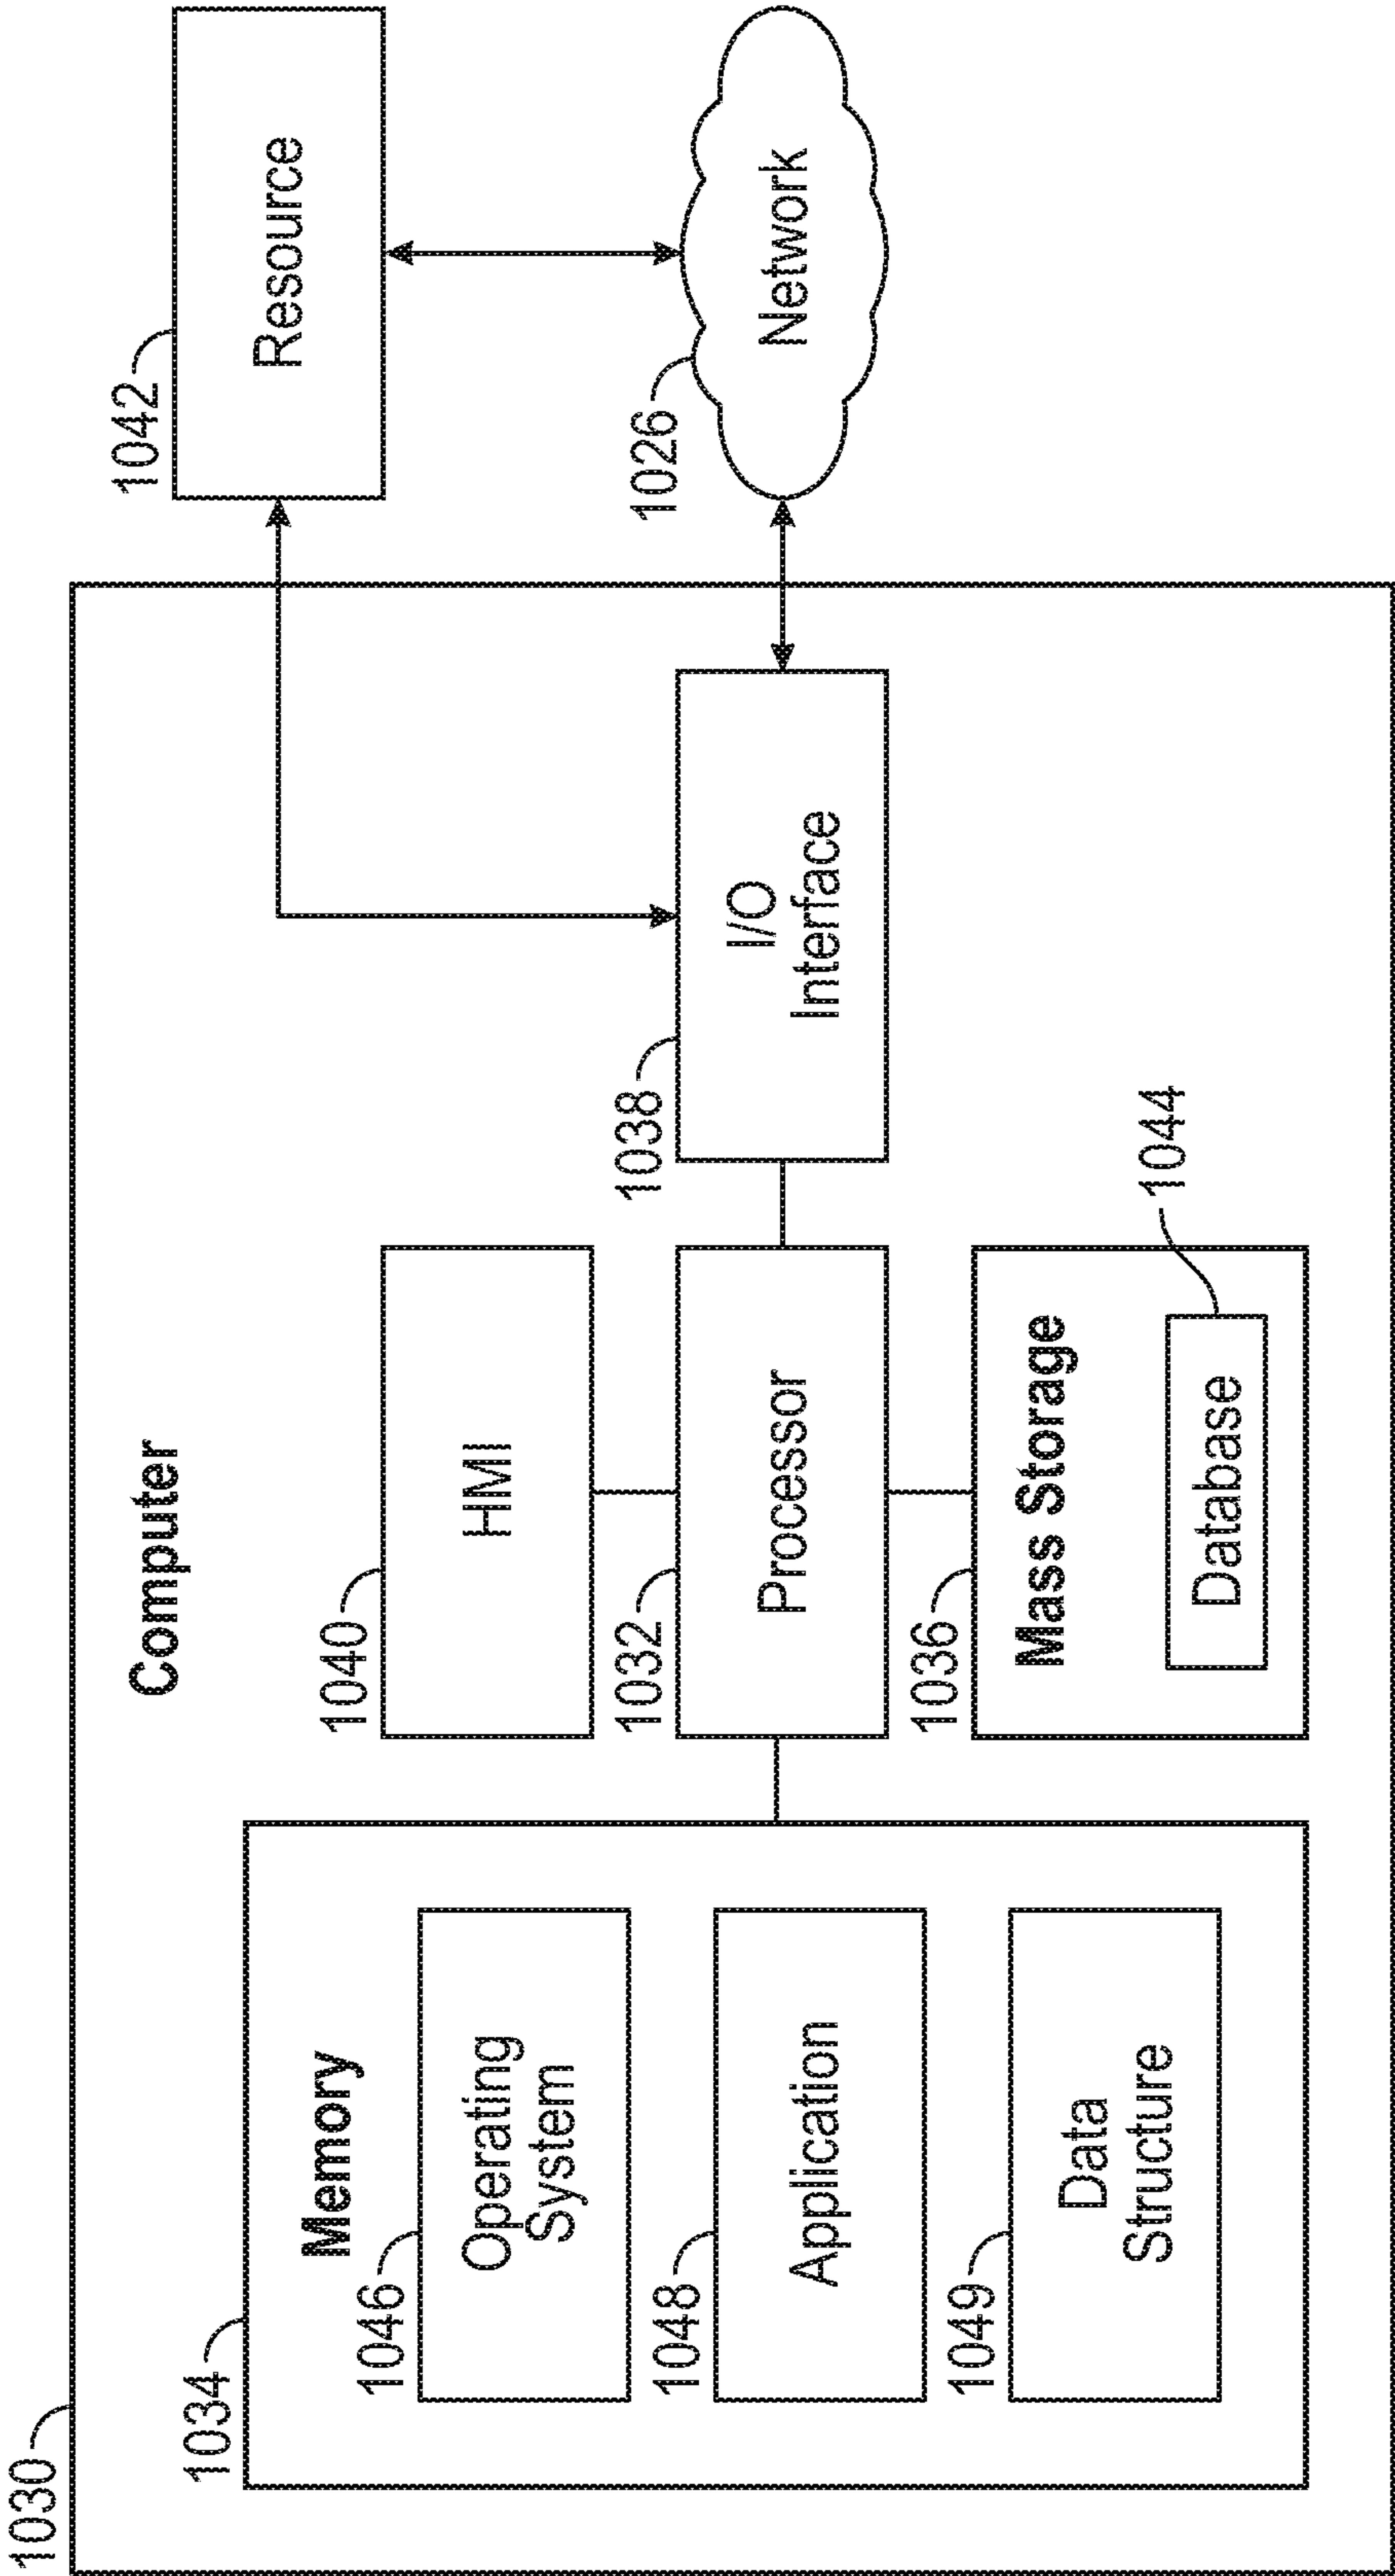 1030
Computer
1034
Memory
1046
Operating
System
1048
Application
1049
Data
Structure
1040
HMI
1032
Processor
1036
Mass Storage
Database
1044
1038
I/O
Interface
1042
Resource
1026
Network